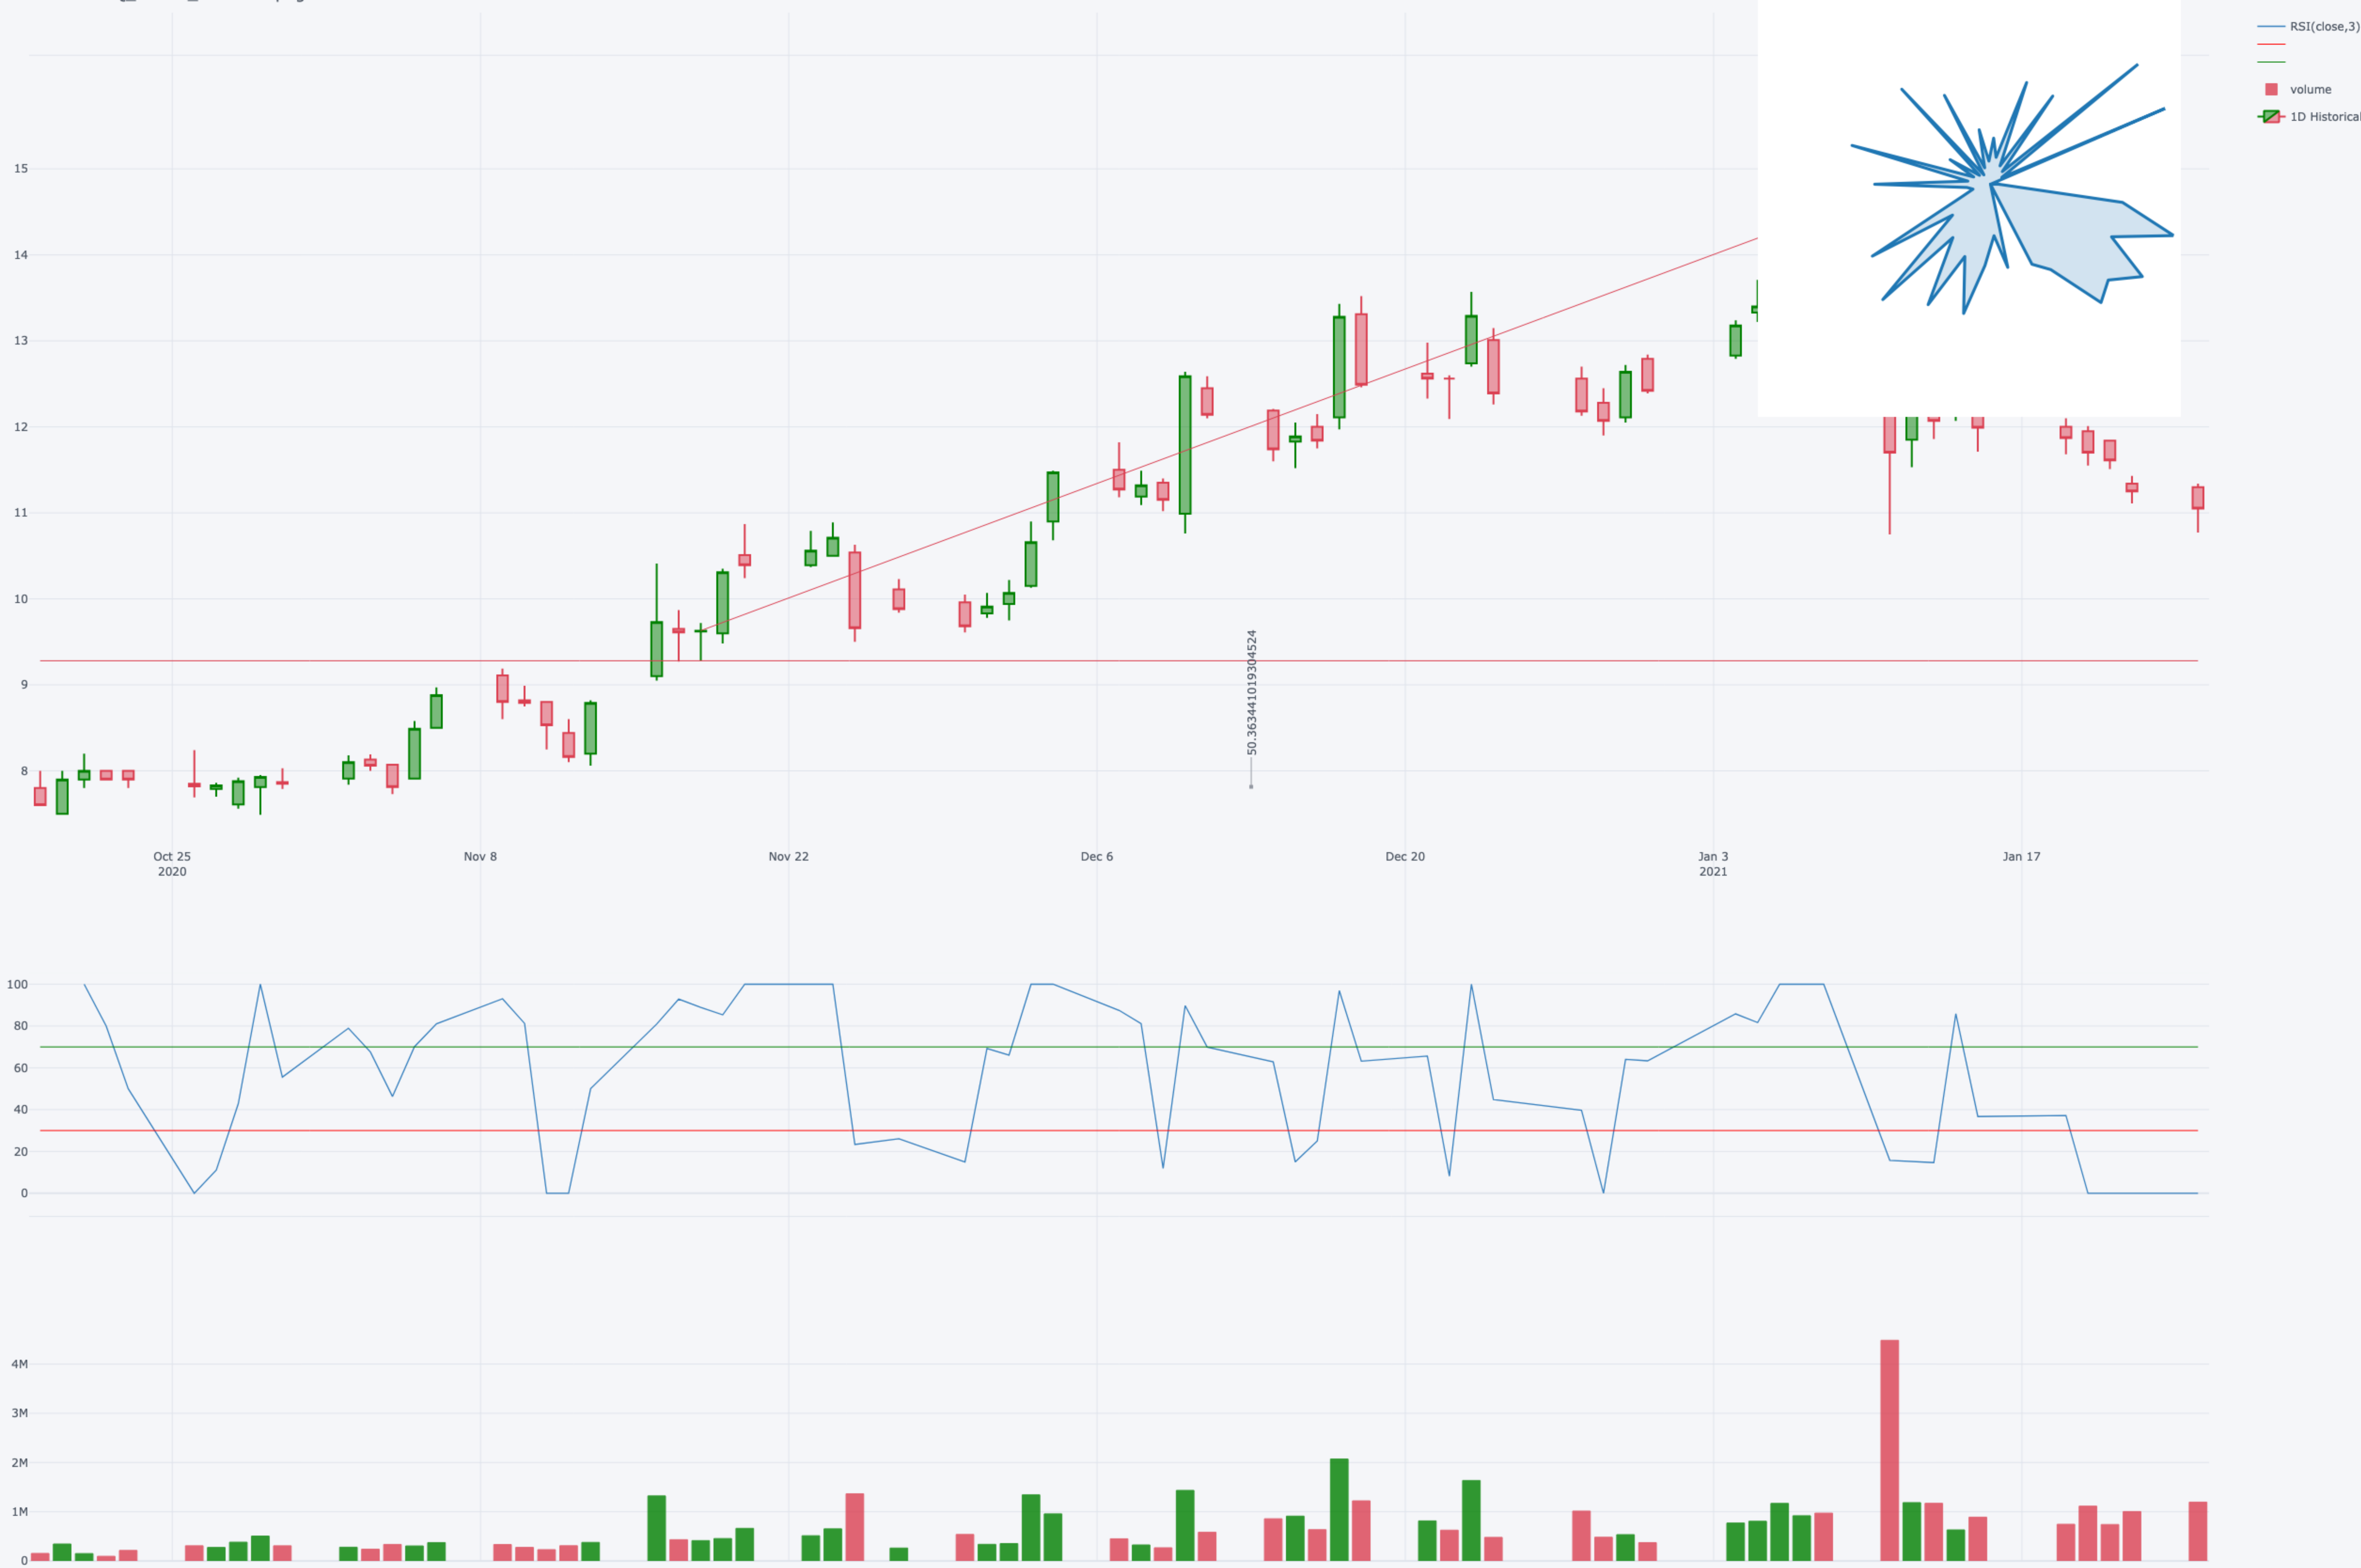 RSI(close,3)
volume
1D Historical
15
14
13
12
11
10
9
8
50.36344101930452​4
Oct 25
2020
Nov 8
Nov 22
Dec 6
Dec 20
Jan 3
2021
Jan 17
100
80
60
40
20
0
4M
3M
2M
1M
0